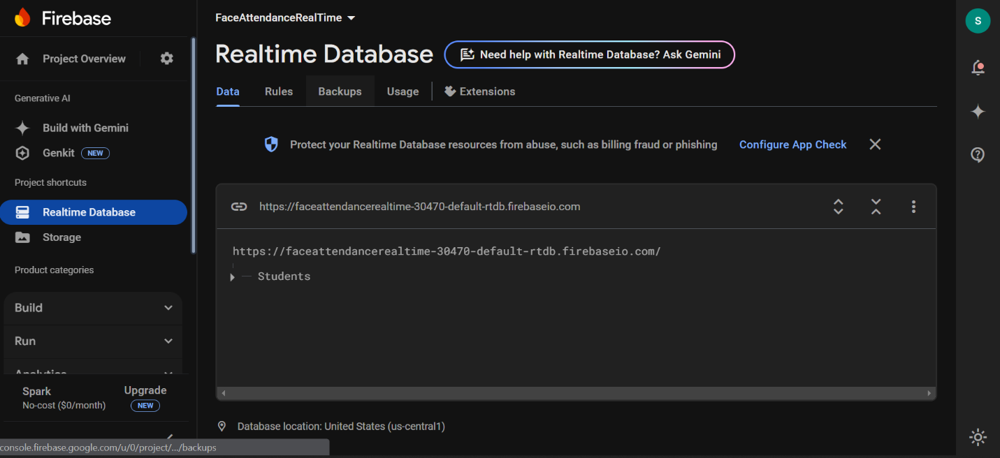 Firebase
Project Overview
Generative AI
Build with Gemini
Genkit NEW
Project shortcuts
Realtime Database
Storage
Product categories
Build
Run
Analytics
Spark
No-cost ($0/month)
Upgrade
NEW
console.firebase.google.com/u/0/project/.../backups
FaceAttendanceRealTime
Realtime Database
Need help with Realtime Database? Ask Gemini
Data Rules Backups Usage Extensions
Protect your Realtime Database resources from abuse, such as billing fraud or phishing Configure App Check
https://faceattendancerealtime-30470-default-rtdb.firebaseio.com
https://faceattendancerealtime-30470-default-rtdb.firebaseio.com/
Students
Database location: United States (us-central1)
S